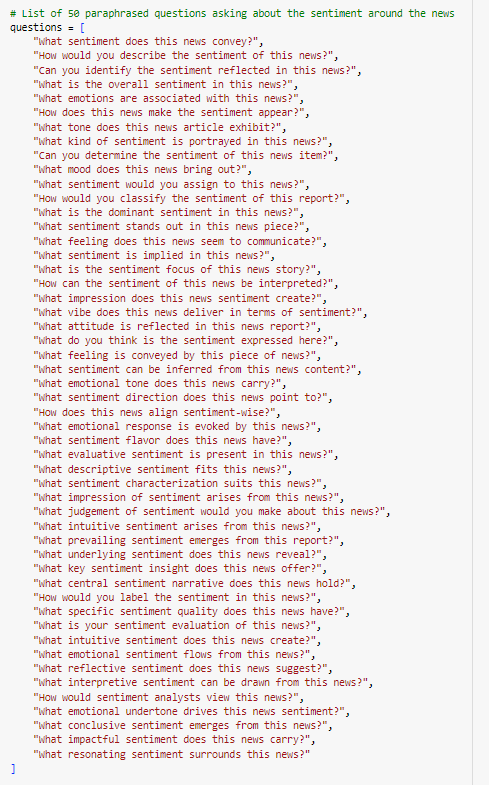 # List of 50 paraphrased questions asking about the sentiment around the news
questions = [
    "What sentiment does this news convey?",
    "How would you describe the sentiment of this news?",
    "Can you identify the sentiment reflected in this news?",
    "What is the overall sentiment in this news?",
    "What emotions are associated with this news?",
    "How does this news make the sentiment appear?",
    "What tone does this news article exhibit?",
    "What kind of sentiment is portrayed in this news?",
    "Can you determine the sentiment of this news item?",
    "What mood does this news bring out?",
    "What sentiment would you assign to this news?",
    "How would you classify the sentiment of this report?",
    "What is the dominant sentiment in this news?",
    "What sentiment stands out in this news piece?",
    "What feeling does this news seem to communicate?",
    "What sentiment is implied in this news?",
    "What is the sentiment focus of this news story?",
    "How can the sentiment of this news be interpreted?",
    "What impression does this news sentiment create?",
    "What vibe does this news deliver in terms of sentiment?",
    "What attitude is reflected in this news report?",
    "What do you think is the sentiment expressed here?",
    "What feeling is conveyed by this piece of news?",
    "What sentiment can be inferred from this news content?",
    "What emotional tone does this news carry?",
    "What sentiment direction does this news point to?",
    "How does this news align sentiment-wise?",
    "What emotional response is evoked by this news?",
    "What sentiment flavor does this news have?",
    "What evaluative sentiment is present in this news?",
    "What descriptive sentiment fits this news?",
    "What sentiment characterization suits this news?",
    "What impression of sentiment arises from this news?",
    "What judgement of sentiment would you make about this news?",
    "What intuitive sentiment arises from this news?",
    "What prevailing sentiment emerges from this report?",
    "What underlying sentiment does this news reveal?",
    "What key sentiment insight does this news offer?",
    "What central sentiment narrative does this news hold?",
    "How would you label the sentiment in this news?",
    "What specific sentiment quality does this news have?",
    "What is your sentiment evaluation of this news?",
    "What intuitive sentiment does this news create?",
    "What emotional sentiment flows from this news?",
    "What reflective sentiment does this news suggest?",
    "What interpretive sentiment can be drawn from this news?",
    "How would sentiment analysts view this news?",
    "What emotional undertone drives this news sentiment?",
    "What conclusive sentiment emerges from this news?",
    "What impactful sentiment does this news carry?",
    "What resonating sentiment surrounds this news?"
]